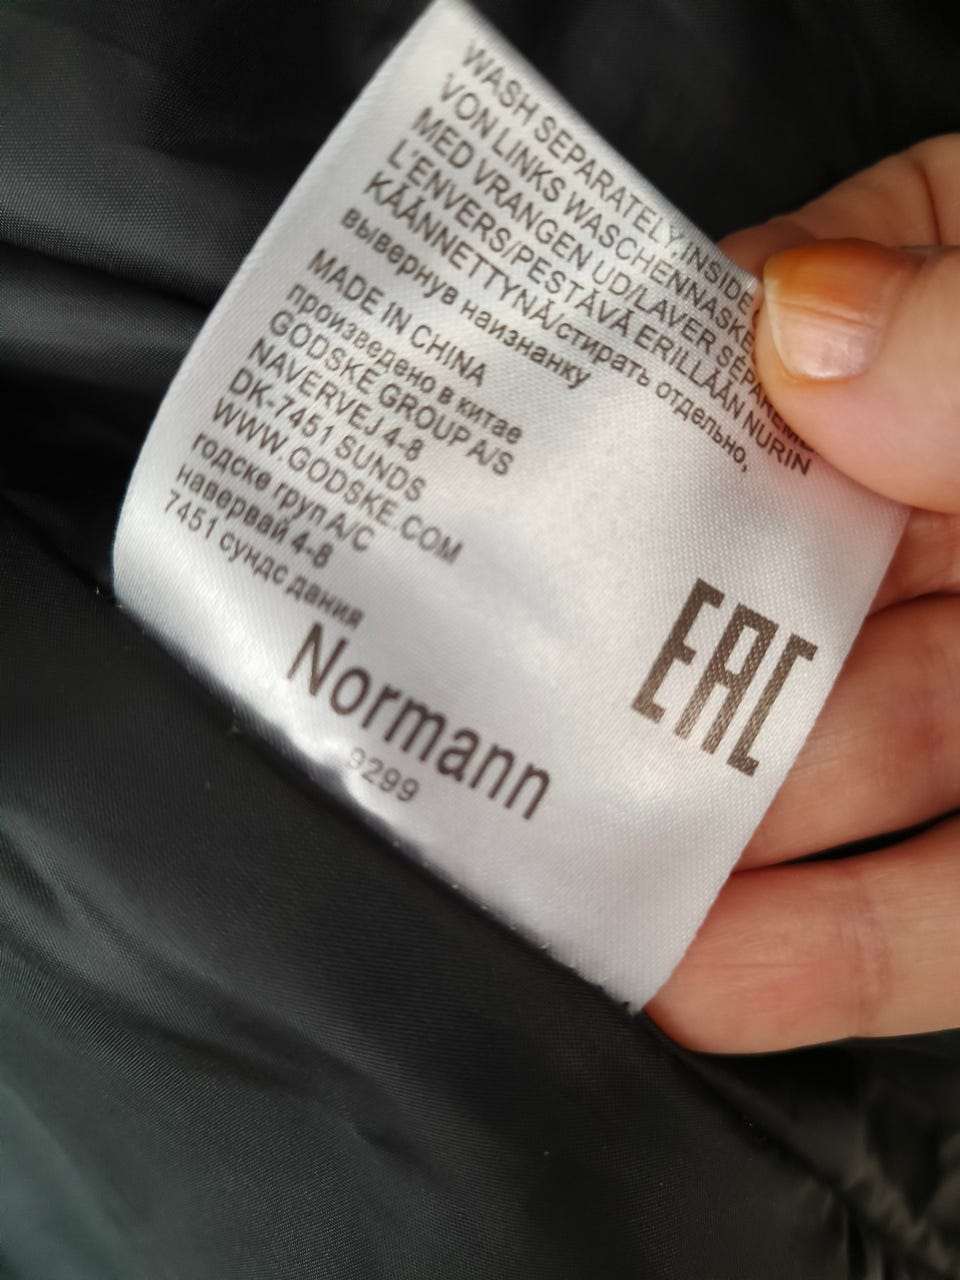 WASH SEPARATELY,INSIDE
VON LINKS WASCHEN/VASKE
MED VRANGEN UD/LAVER SÉPAREM
L'ENVERS/PESTÄVÄ ERILLÄÄN NURIN
KÄÄNNETTYNÄ/стирать отдельно,
вывернув наизнанку
MADE IN CHINA
произведено в китае
GODSKE GROUP A/S
NAVERVEJ 4-8
DK-7451 SUNDS
WWW.GODSKE.COM
годске груп А/С
навервай 4-8
7451 сундс дания
EAC
Normann
9299